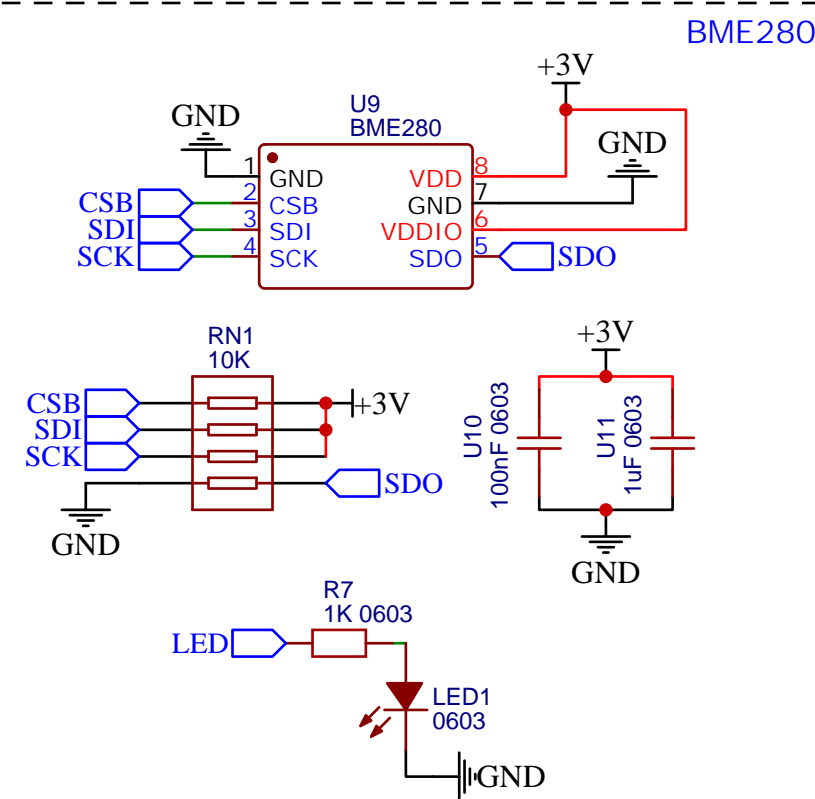 BME280
+3V
U9
BME280
GND
GND
1 GND
VDD 8
CSB 2 CSB
GND 7
SDI 3 SDI
VDDIO 6
SCK 4 SCK
SDO 5 SDO
RN1
10K
CSB
+3V
SDI
SCK
SDO
GND
+3V
U10
100nF 0603
U11
1uF 0603
GND
R7
1K 0603
LED
LED1
0603
GND